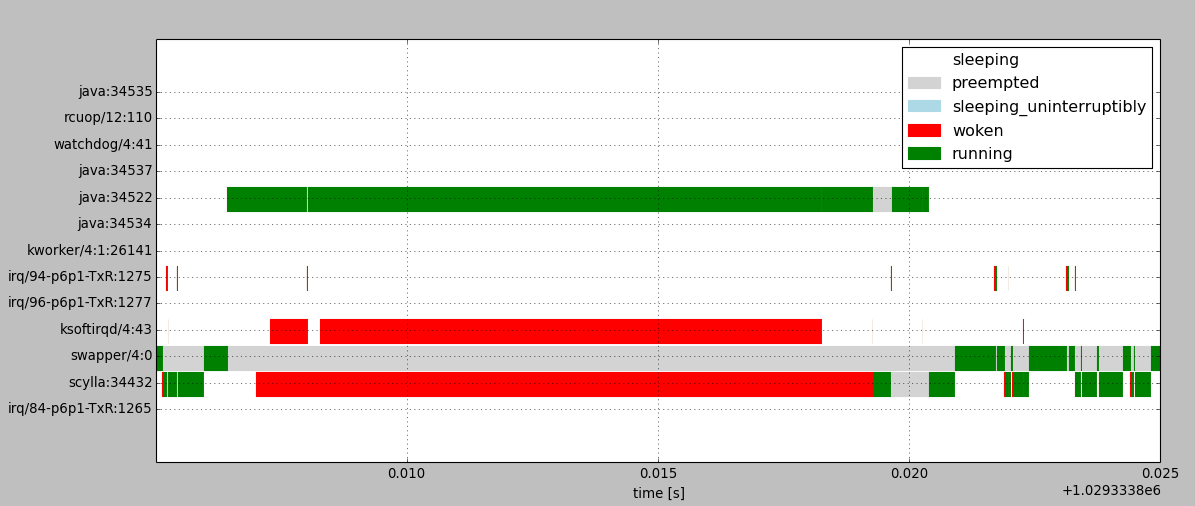 sleeping
preempted
sleeping_uninterruptibly
woken
running
java:34535
rcuop/12:110
watchdog/4:41
java:34537
java:34522
java:34534
kworker/4:1:26141
irq/94-p6p1-TxR:1275
irq/96-p6p1-TxR:1277
ksoftirqd/4:43
swapper/4:0
scylla:34432
irq/84-p6p1-TxR:1265
0.010 0.015 0.020 0.025
time [s]
+1.0293338e6